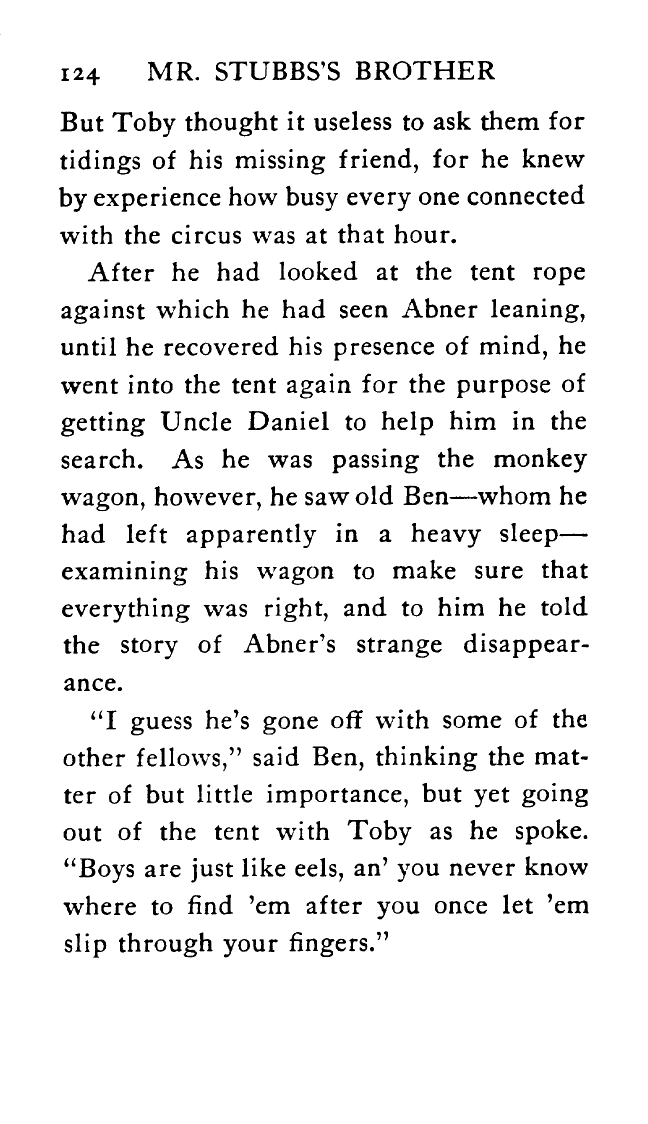 124 MR. STUBBS'S BROTHER
But Toby thought it useless to ask them for
tidings of his missing friend, for he knew
by experience how busy every one connected
with the circus was at that hour.
After he had looked at the tent rope
against which he had seen Abner leaning,
until he recovered his presence of mind, he
went into the tent again for the purpose of
getting Uncle Daniel to help him in the
search. As he was passing the monkey
wagon, however, he saw old Ben—whom he
had left apparently in a heavy sleep—
examining his wagon to make sure that
everything was right, and to him he told
the story of Abner's strange disappear-
ance.
“I guess he's gone off with some of the
other fellows,” said Ben, thinking the mat-
ter of but little importance, but yet going
out of the tent with Toby as he spoke.
“Boys are just like eels, an' you never know
where to find 'em after you once let 'em
slip through your fingers.”